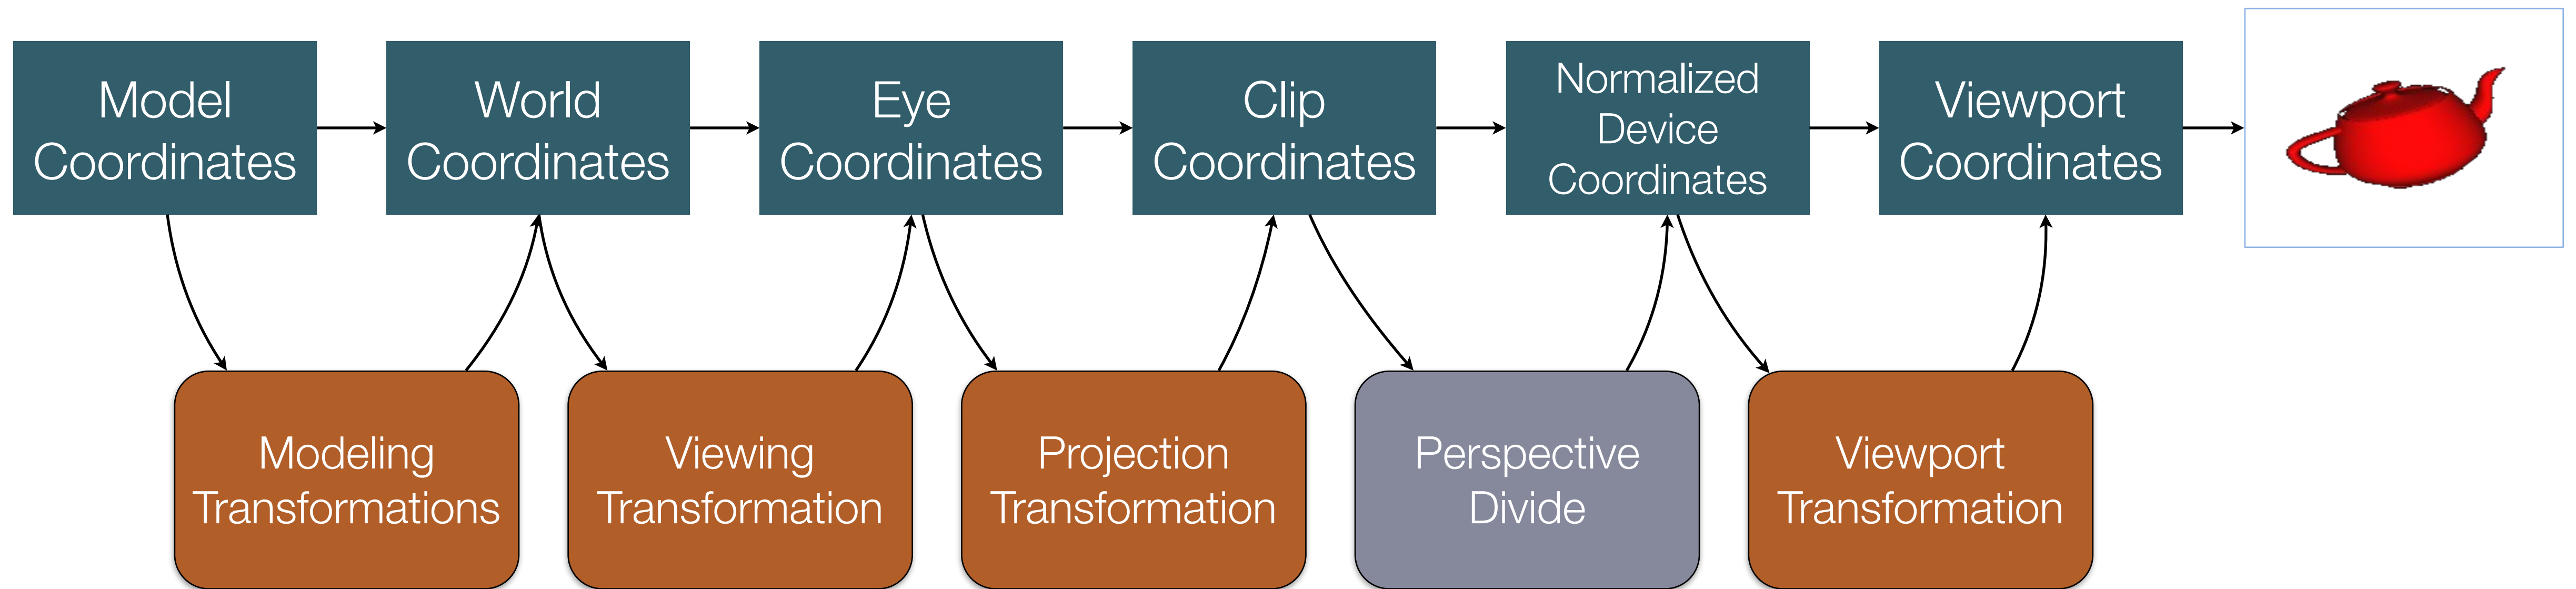 Model
Coordinates
World
Coordinates
Eye
Coordinates
Clip
Coordinates
Normalized
Device
Coordinates
Viewport
Coordinates
Modeling
Transformations
Viewing
Transformation
Projection
Transformation
Perspective
Divide
Viewport
Transformation